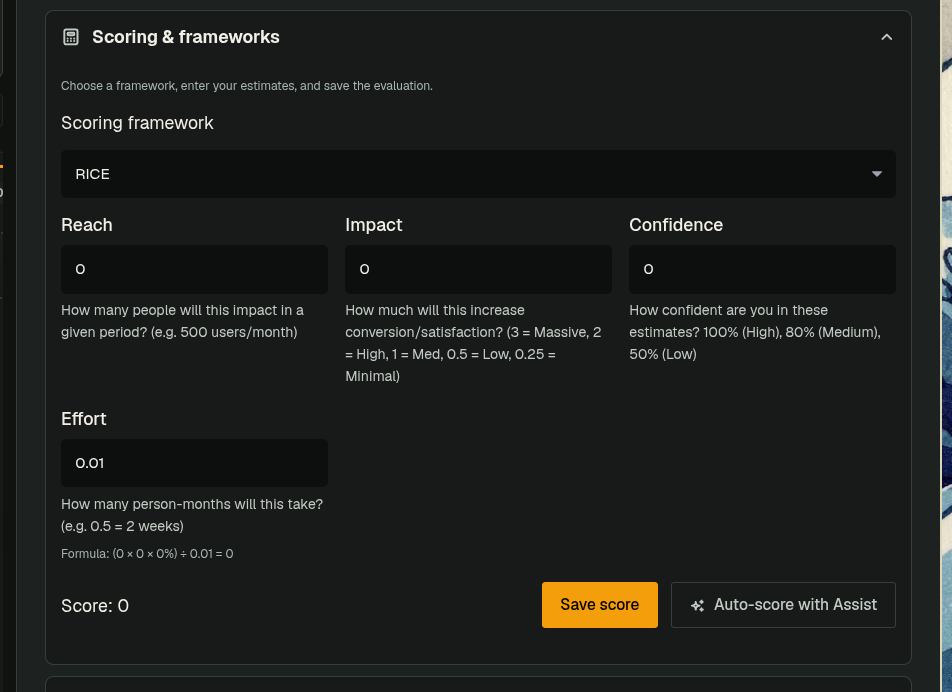 Scoring & frameworks
Choose a framework, enter your estimates, and save the evaluation.
Scoring framework
RICE
Reach
Impact
Confidence
0
0
0
How many people will this impact in a
given period? (e.g. 500 users/month)
How much will this increase
conversion/satisfaction? (3 = Massive, 2
= High, 1 = Med, 0.5 = Low, 0.25 =
Minimal)
How confident are you in these
estimates? 100% (High), 80% (Medium),
50% (Low)
Effort
0.01
How many person-months will this take?
(e.g. 0.5 = 2 weeks)
Formula: (0 × 0 × 0%) ÷ 0.01 = 0
Score: 0
Save score
Auto-score with Assist